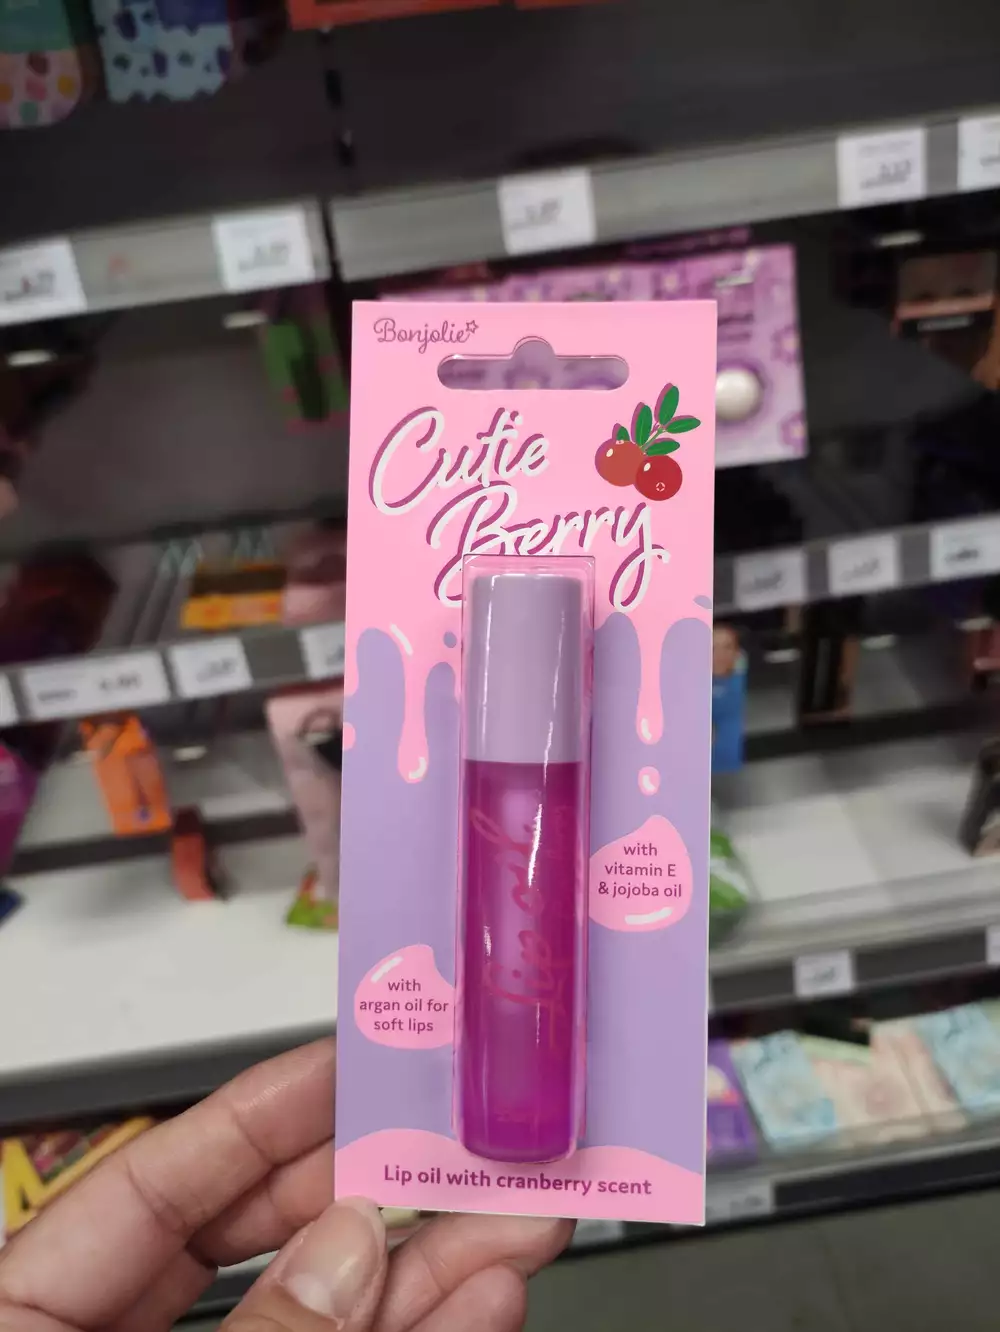 Bonjolie
Cutie
Berry
with
vitamin E
& jojoba oil
with
argan oil for
soft lips
Lip oil with cranberry scent